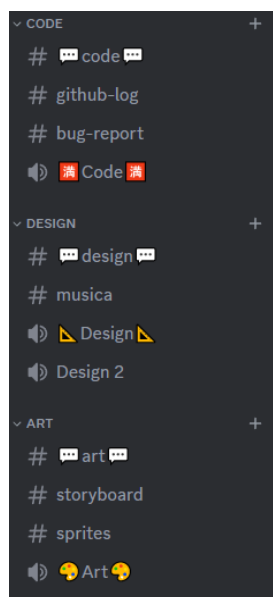 CODE
# 💬code💬
# github-log
# bug-report
🈵Code🈵
DESIGN
# 💬design💬
# musica
📐Design📐
Design 2
ART
# 💬art💬
# storyboard
# sprites
🎨Art🎨